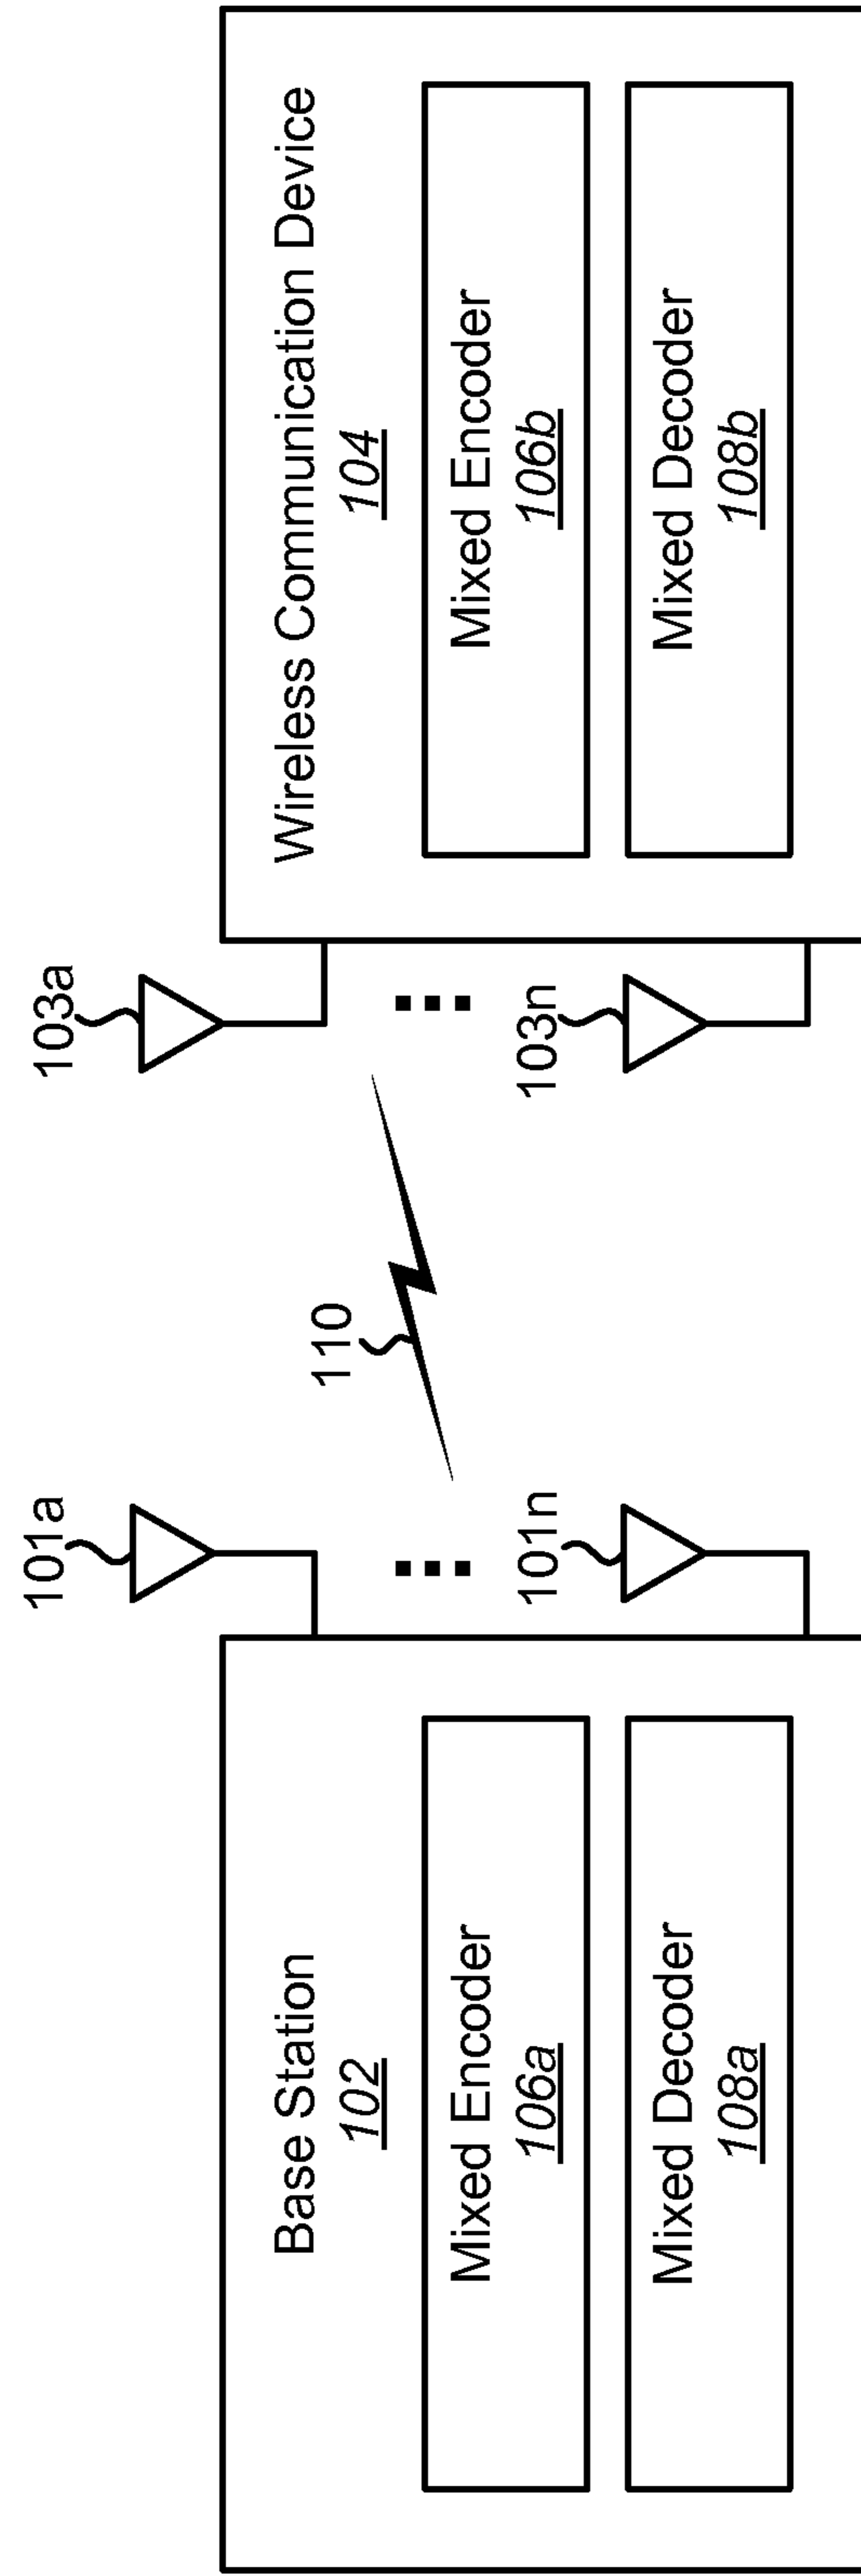 101a
103a
Base Station
102
Wireless Communication Device
104
110
Mixed Encoder
106a
Mixed Encoder
106b
101n
103n
Mixed Decoder
108a
Mixed Decoder
108b